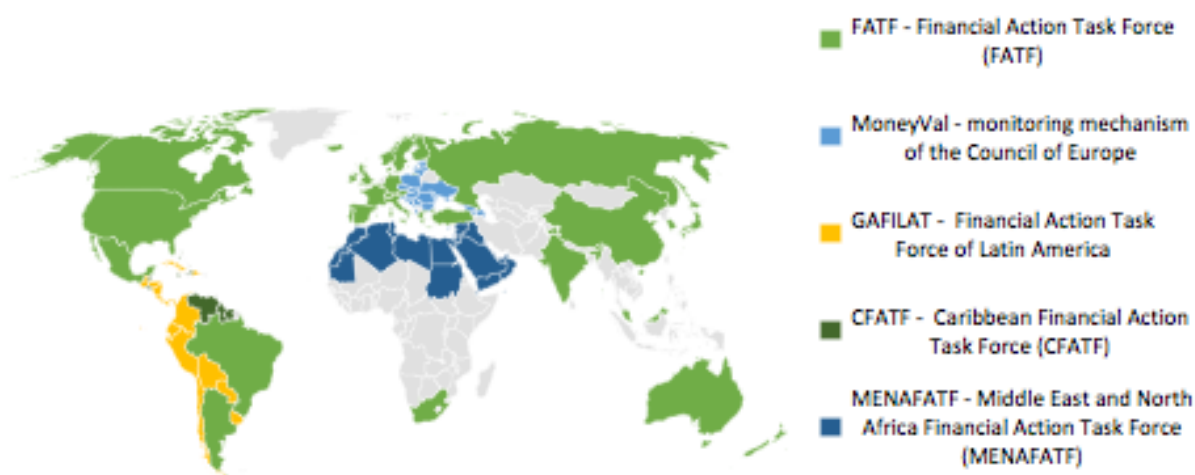 FATF - Financial Action Task Force
(FATF)
MoneyVal - monitoring mechanism
of the Council of Europe
GAFILAT - Financial Action Task
Force of Latin America
CFATF - Caribbean Financial Action
Task Force (CFATF)
MENAFATF - Middle East and North
Africa Financial Action Task Force
(MENAFATF)